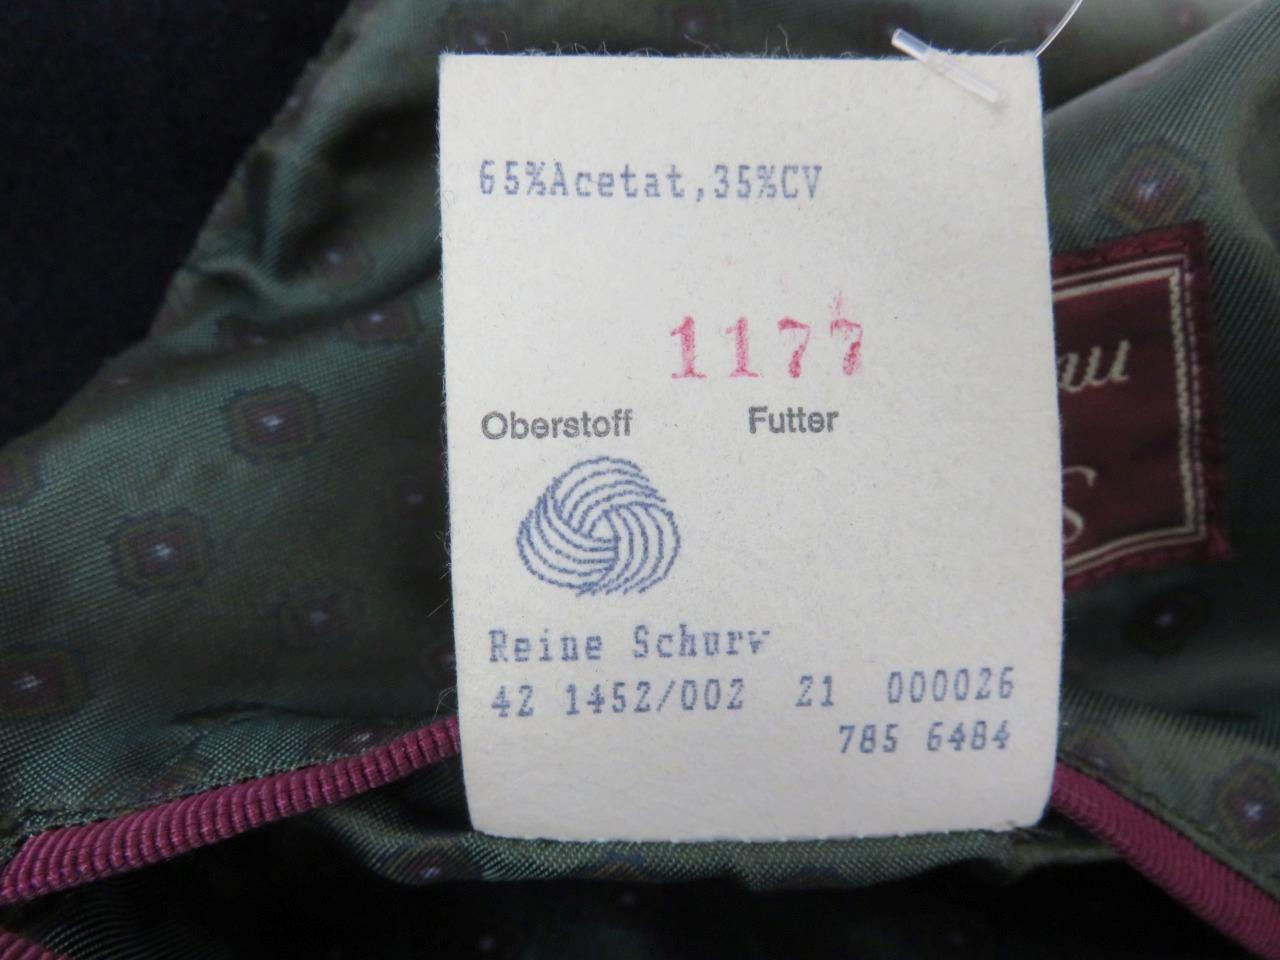 65%Acetat,35%CV
1177
Oberstoff Futter
Reine Schurw
42 1452/002 21 000026
785 6484